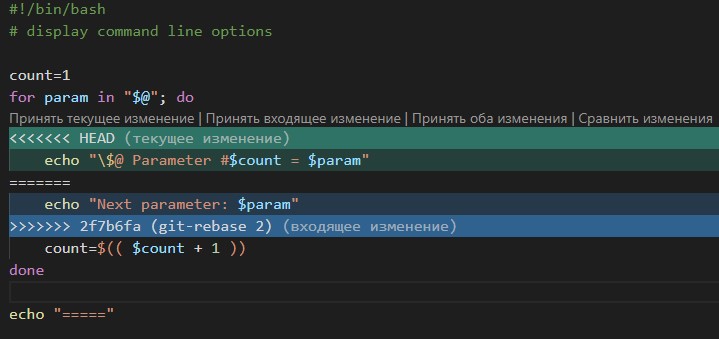 #!/bin/bash
# display command line options

count=1
for param in "$@"; do
Принять текущее изменение | Принять входящее изменение | Принять оба изменения | Сравнить изменения
<<<<<<< HEAD (текущее изменение)
    echo "\$@ Parameter #$count = $param"
=======
    echo "Next parameter: $param"
>>>>>>> 2f7b6fa (git-rebase 2) (входящее изменение)
    count=$(( $count + 1 ))
done

echo "====="